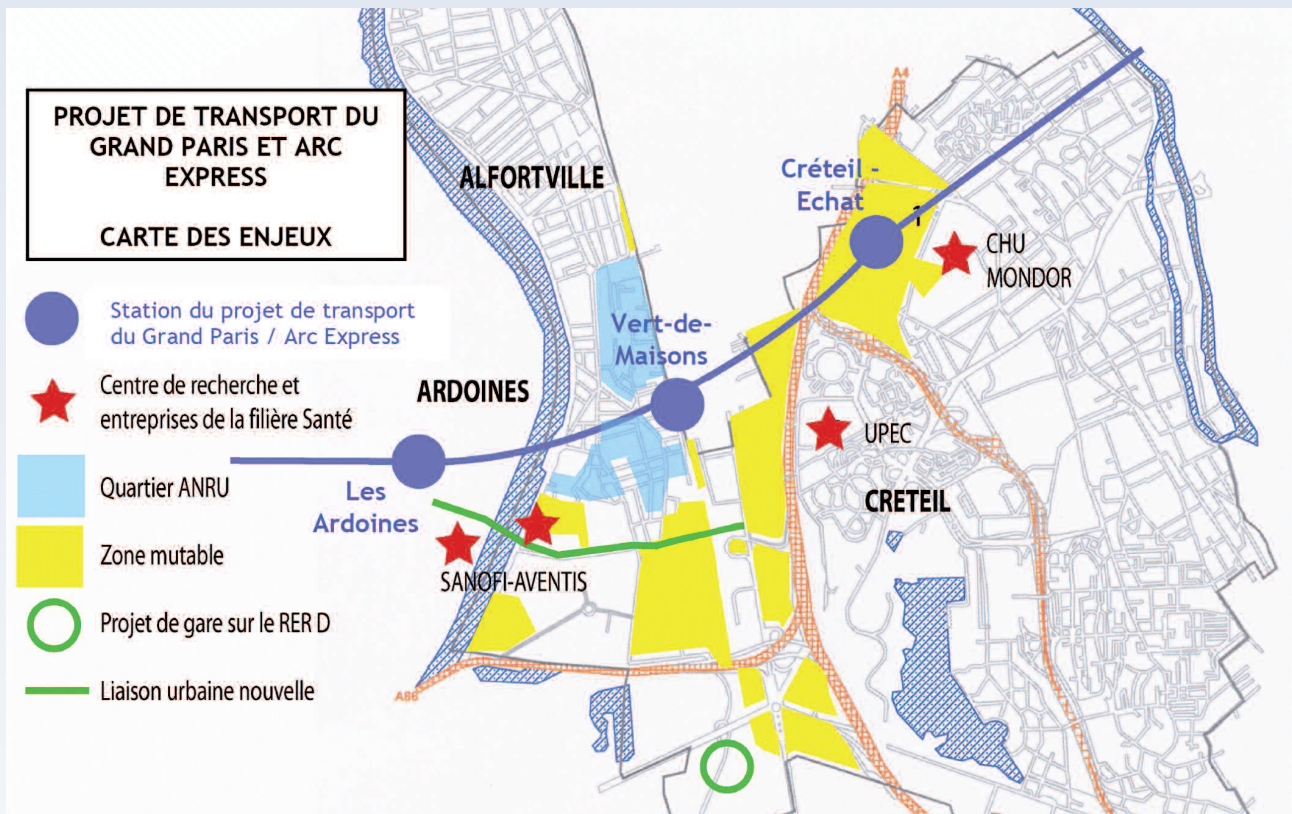 PROJET DE TRANSPORT DU
GRAND PARIS ET ARC
EXPRESS
CARTE DES ENJEUX
Station du projet de transport
du Grand Paris / Arc Express
Centre de recherche et
entreprises de la filière Santé
Quartier ANRU
Zone mutable
Projet de gare sur le RER D
Liaison urbaine nouvelle
A4
ALFORTVILLE
Créteil -
Echat
1
CHU
MONDOR
Vert-de-
Maisons
ARDOINES
UPEC
Les
Ardoines
CRETEIL
SANOFI-AVENTIS
A86